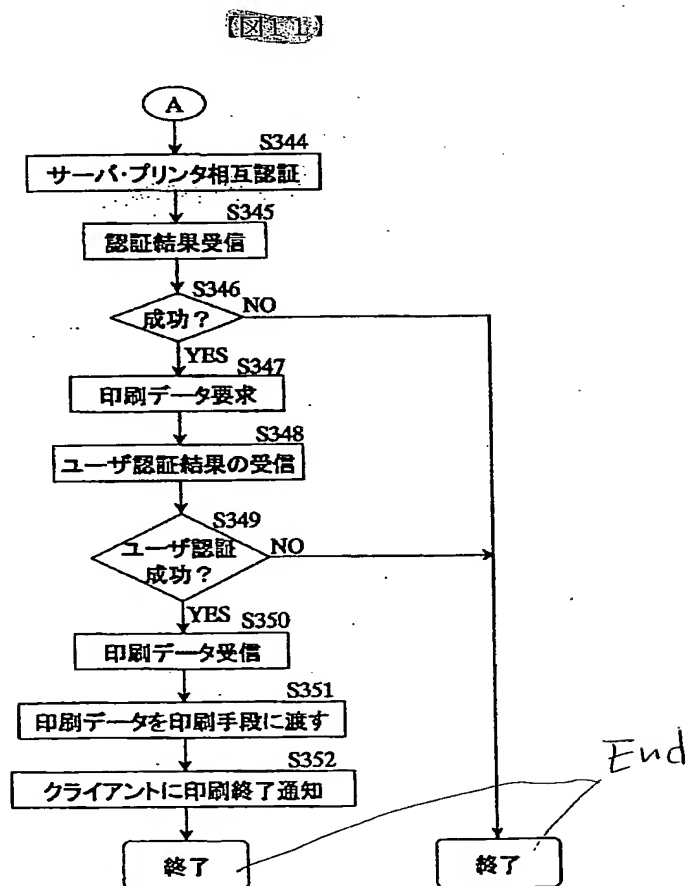 【図11】
A
S344
サーバ・プリンタ相互認証
S345
認証結果受信
S346
成功?
NO
YES
S347
印刷データ要求
S348
ユーザ認証結果の受信
S349
ユーザ認証
成功?
NO
YES
S350
印刷データ受信
S351
印刷データを印刷手段に渡す
S352
クライアントに印刷終了通知
End
終了
終了